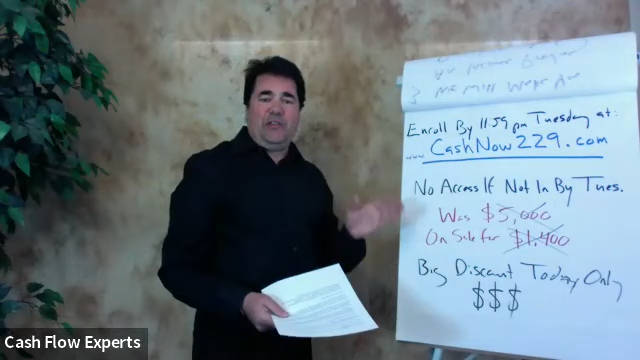 Enroll By 11:59 pm Tuesday at:
www.CashNow229.com
No Access If Not In By Tues.
Was $5,000
On Sale for $1,400
Big Discount Today Only
$$$
Cash Flow Experts